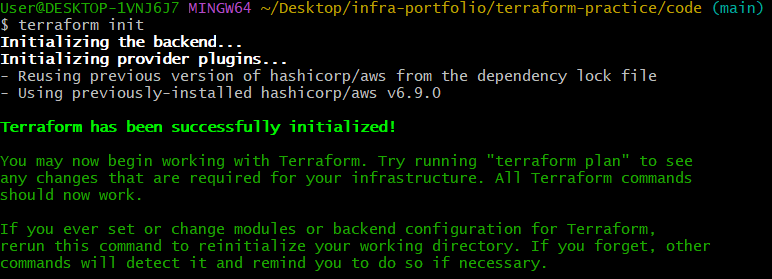 User@DESKTOP-1VNJ6J7 MINGW64 ~/Desktop/infra-portfolio/terraform-practice/code (main)
$ terraform init
Initializing the backend...
Initializing provider plugins...
- Reusing previous version of hashicorp/aws from the dependency lock file
- Using previously-installed hashicorp/aws v6.9.0
Terraform has been successfully initialized!
You may now begin working with Terraform. Try running "terraform plan" to see
any changes that are required for your infrastructure. All Terraform commands
should now work.
If you ever set or change modules or backend configuration for Terraform,
rerun this command to reinitialize your working directory. If you forget, other
commands will detect it and remind you to do so if necessary.